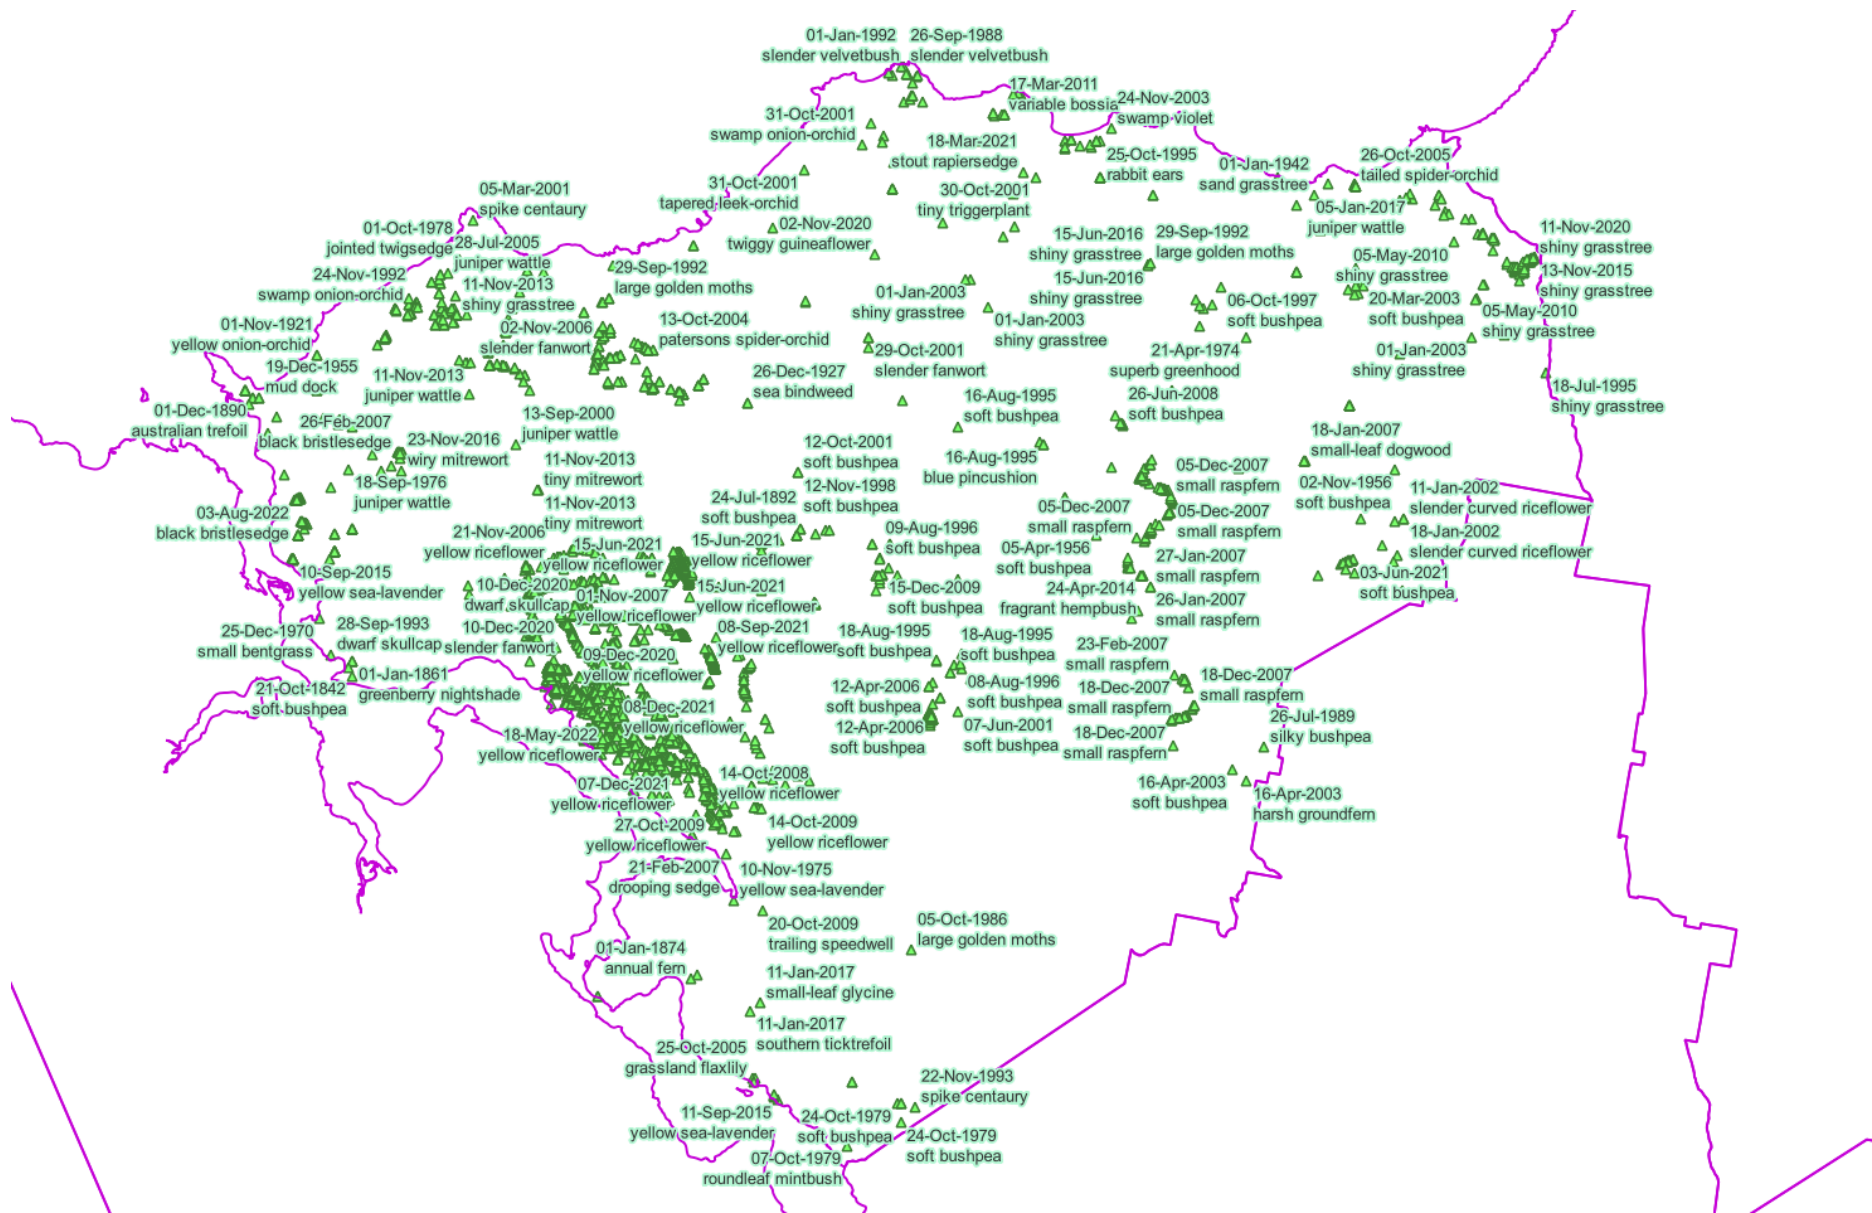 01-Jan-1992
slender velvetbush
26-Sep-1988
slender velvetbush
17-Mar-2011
variable bossia
24-Nov-2003
swamp violet
31-Oct-2001
swamp onion-orchid
18-Mar-2021
stout rapiersedge
25-Oct-1995
rabbit ears
01-Jan-1942
sand grasstree
26-Oct-2005
tailed spider-orchid
05-Mar-2001
spike centaury
31-Oct-2001
tapered leek-orchid
30-Oct-2001
tiny triggerplant
05-Jan-2017
juniper wattle
01-Oct-1978
jointed twigsedge
28-Jul-2005
juniper wattle
02-Nov-2020
twiggy guineaflower
15-Jun-2016
shiny grasstree
29-Sep-1992
large golden moths
11-Nov-2020
shiny grasstree
24-Nov-1992
swamp onion-orchid
11-Nov-2013
shiny grasstree
29-Sep-1992
large golden moths
15-Jun-2016
shiny grasstree
05-May-2010
shiny grasstree
13-Nov-2015
shiny grasstree
01-Jan-2003
shiny grasstree
06-Oct-1997
soft bushpea
20-Mar-2003
soft bushpea
05-May-2010
shiny grasstree
01-Nov-1921
yellow onion-orchid
02-Nov-2006
slender fanwort
13-Oct-2004
patersons spider-orchid
01-Jan-2003
shiny grasstree
19-Dec-1955
mud dock
11-Nov-2013
juniper wattle
26-Dec-1927
sea bindweed
29-Oct-2001
slender fanwort
21-Apr-1974
superb greenhood
01-Jan-2003
shiny grasstree
18-Jul-1995
shiny grasstree
01-Dec-1890
australian trefoil
26-Feb-2007
black bristlesedge
13-Sep-2000
juniper wattle
16-Aug-1995
soft bushpea
26-Jun-2008
soft bushpea
23-Nov-2016
wiry mitrewort
11-Nov-2013
tiny mitrewort
12-Oct-2001
soft bushpea
16-Aug-1995
blue pincushion
18-Jan-2007
small-leaf dogwood
18-Sep-1976
juniper wattle
12-Nov-1998
soft bushpea
05-Dec-2007
small raspfern
02-Nov-1956
soft bushpea
11-Jan-2002
slender curved riceflower
03-Aug-2022
black bristlesedge
11-Nov-2013
tiny mitrewort
24-Jul-1892
soft bushpea
05-Dec-2007
small raspfern
05-Dec-2007
small raspfern
18-Jan-2002
slender curved riceflower
21-Nov-2006
yellow riceflower
15-Jun-2021
yellow riceflower
15-Jun-2021
yellow riceflower
09-Aug-1996
soft bushpea
05-Apr-1956
soft bushpea
27-Jan-2007
small raspfern
03-Jun-2021
soft bushpea
10-Sep-2015
yellow sea-lavender
10-Dec-2020
dwarf skullcap
01-Nov-2007
yellow riceflower
15-Jun-2021
yellow riceflower
15-Dec-2009
soft bushpea
24-Apr-2014
fragrant hempbush
26-Jan-2007
small raspfern
25-Dec-1970
small bentgrass
28-Sep-1993
dwarf skullcap
10-Dec-2020
slender fanwort
08-Sep-2021
yellow riceflower
18-Aug-1995
soft bushpea
18-Aug-1995
soft bushpea
23-Feb-2007
small raspfern
09-Dec-2020
yellow riceflower
01-Jan-1861
greenberry nightshade
21-Oct-1842
soft bushpea
12-Apr-2006
soft bushpea
08-Aug-1996
soft bushpea
18-Dec-2007
small raspfern
18-Dec-2007
small raspfern
08-Dec-2021
yellow riceflower
18-May-2022
yellow riceflower
12-Apr-2006
soft bushpea
07-Jun-2001
soft bushpea
18-Dec-2007
small raspfern
26-Jul-1989
silky bushpea
07-Dec-2021
yellow riceflower
14-Oct-2008
yellow riceflower
16-Apr-2003
soft bushpea
16-Apr-2003
harsh groundfern
27-Oct-2009
yellow riceflower
14-Oct-2009
yellow riceflower
21-Feb-2007
drooping sedge
10-Nov-1975
yellow sea-lavender
20-Oct-2009
trailing speedwell
05-Oct-1986
large golden moths
01-Jan-1874
annual fern
11-Jan-2017
small-leaf glycine
11-Jan-2017
southern ticktrefoil
25-Oct-2005
grassland flaxlily
22-Nov-1993
spike centaury
11-Sep-2015
yellow sea-lavender
24-Oct-1979
soft bushpea
24-Oct-1979
soft bushpea
07-Oct-1979
roundleaf mintbush